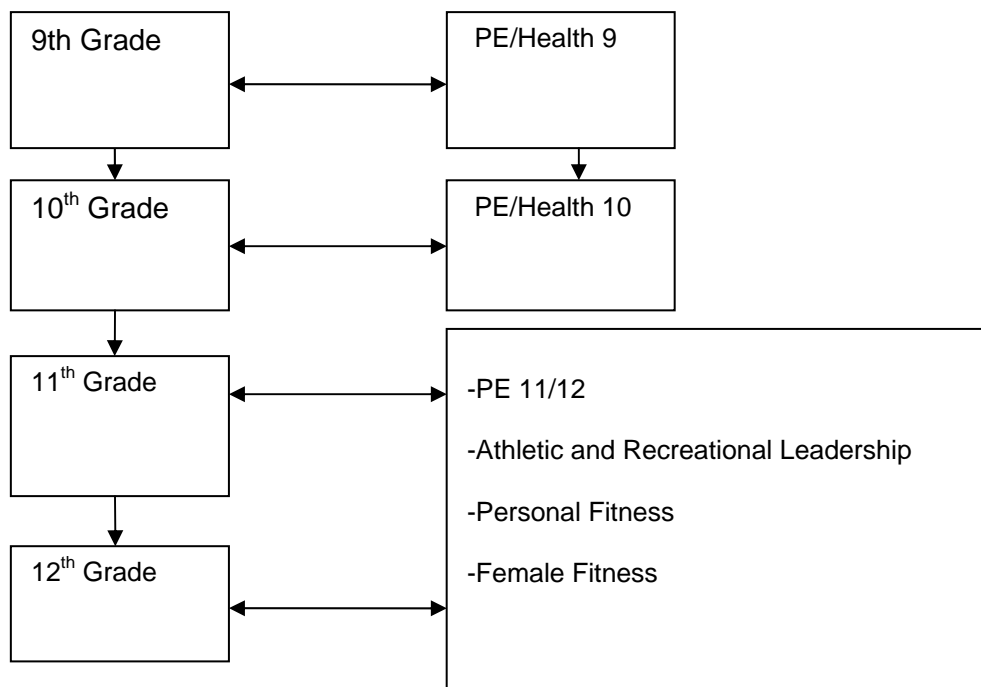 9th Grade
PE/Health 9
10th Grade
PE/Health 10
11th Grade
-PE 11/12
-Athletic and Recreational Leadership
-Personal Fitness
-Female Fitness
12th Grade